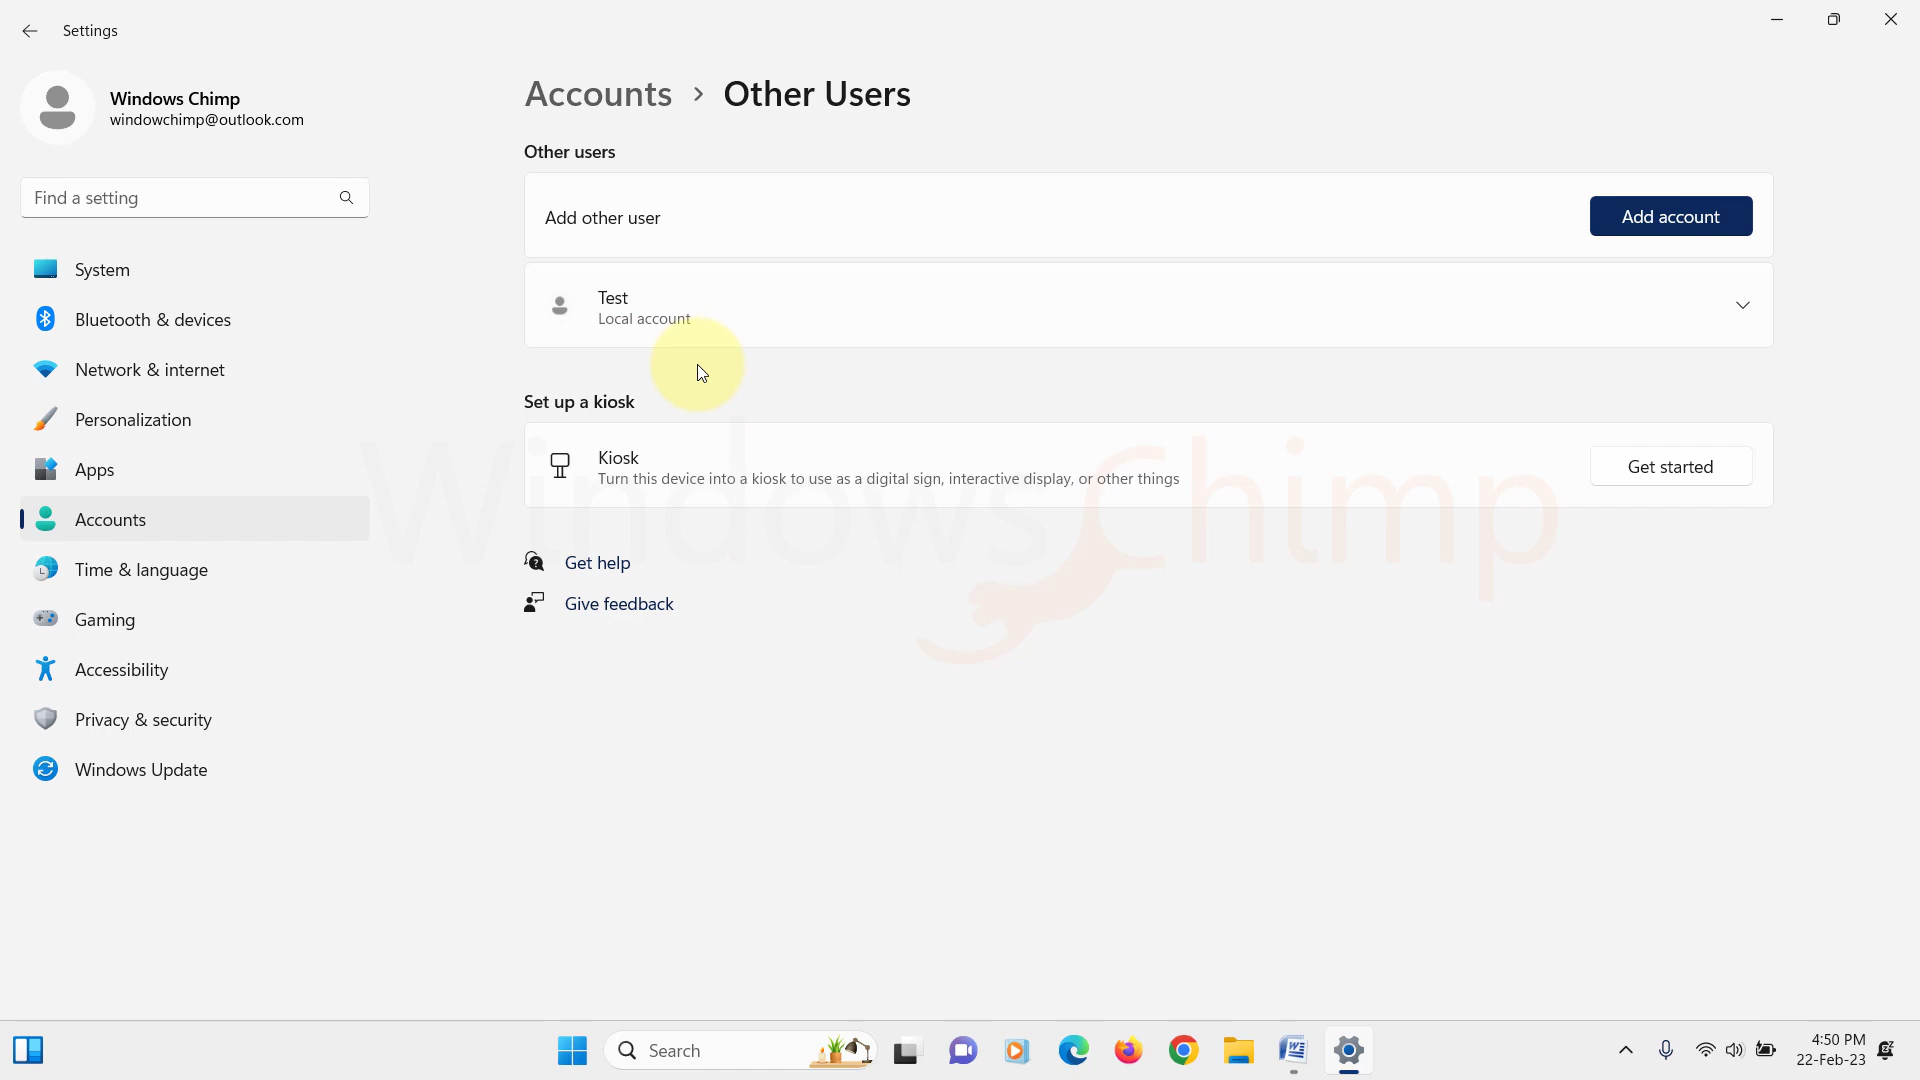 Settings
Windows Chimp
windowchimp@outlook.com
Find a setting
System
Bluetooth & devices
Network & internet
Personalization
Apps
Accounts
Time & language
Gaming
Accessibility
Privacy & security
Windows Update
Accounts > Other Users
Other users
Add other user
Add account
Test
Local account
Set up a kiosk
Kiosk
Turn this device into a kiosk to use as a digital sign, interactive display, or other things
Get started
WindowsChimp
Get help
Give feedback
Search
4:50 PM
22-Feb-23